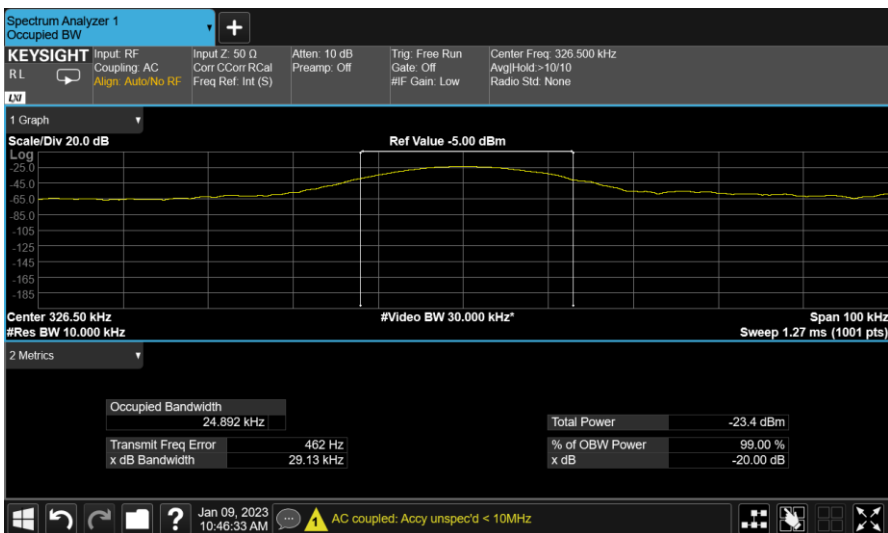 Spectrum Analyzer 1
Occupied BW
+
KEYSIGHT
RL
LXI
Input: RF
Coupling: AC
Align: Auto/No RF
Input Z: 50 Ω
Corr CCorr RCal
Freq Ref: Int (S)
Atten: 10 dB
Preamp: Off
Trig: Free Run
Gate: Off
#IF Gain: Low
Center Freq: 326.500 kHz
Avg|Hold:>10/10
Radio Std: None
1 Graph
Scale/Div 20.0 dB
Ref Value -5.00 dBm
Log
-25.0
-45.0
-65.0
-85.0
-105
-125
-145
-165
-185
Center 326.50 kHz
#Video BW 30.000 kHz*
Span 100 kHz
#Res BW 10.000 kHz
Sweep 1.27 ms (1001 pts)
2 Metrics
Occupied Bandwidth
24.892 kHz
Total Power -23.4 dBm
Transmit Freq Error 462 Hz
% of OBW Power 99.00 %
x dB Bandwidth 29.13 kHz
x dB -20.00 dB
?
Jan 09, 2023
10:46:33 AM
1
AC coupled: Accy unspec'd < 10MHz